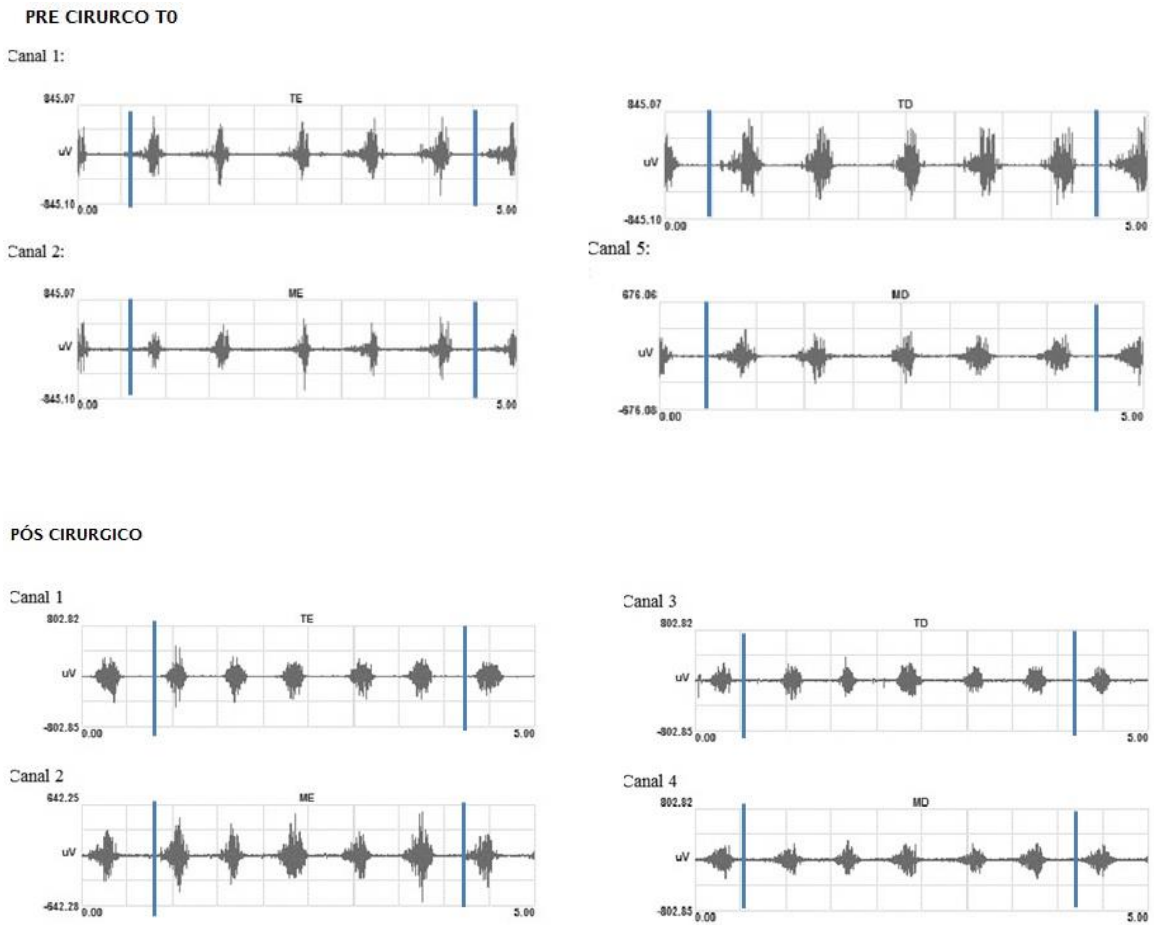 PRE CIRURCO T0
Canal 1:
845.07
TE
uV
-845.10
0.00
5.00
845.07
TD
uV
-845.10
0.00
5.00
Canal 2:
845.07
ME
uV
-845.10
0.00
5.00
Canal 5:
676.06
MD
uV
-676.08
0.00
5.00
PÓS CIRURGICO
Canal 1
802.82
TE
uV
-802.85
0.00
5.00
Canal 3
802.82
TD
uV
-802.85
0.00
5.00
Canal 2
642.25
ME
uV
-642.28
0.00
5.00
Canal 4
802.82
MD
uV
-802.85
0.00
5.00